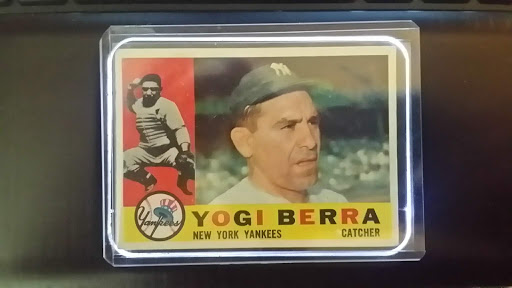 NY
Yankees
YOGI BERRA
NEW YORK YANKEES CATCHER